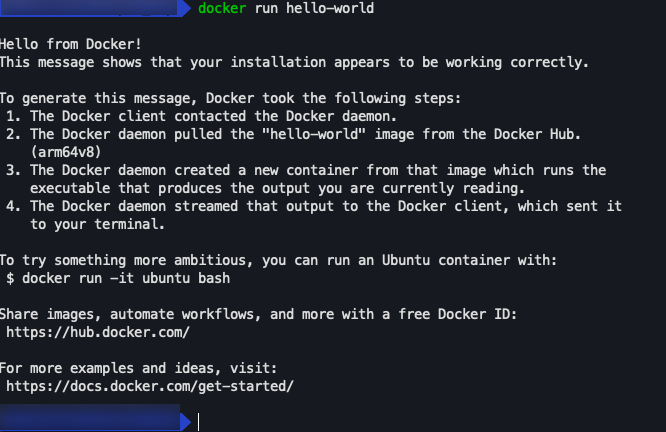 docker run hello-world
Hello from Docker!
This message shows that your installation appears to be working correctly.
To generate this message, Docker took the following steps:
1. The Docker client contacted the Docker daemon.
2. The Docker daemon pulled the "hello-world" image from the Docker Hub.
(arm64v8)
3. The Docker daemon created a new container from that image which runs the
executable that produces the output you are currently reading.
4. The Docker daemon streamed that output to the Docker client, which sent it
to your terminal.
To try something more ambitious, you can run an Ubuntu container with:
$ docker run -it ubuntu bash
Share images, automate workflows, and more with a free Docker ID:
https://hub.docker.com/
For more examples and ideas, visit:
https://docs.docker.com/get-started/